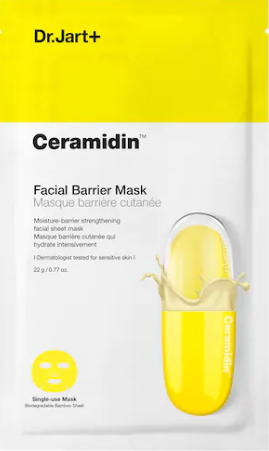 Dr.Jart+
Ceramidin™
Facial Barrier Mask
Masque barrière cutanée
Moisture-barrier strengthening
facial sheet mask
Masque barrière cutanée qui
hydrate intensivement
I Dermatologist tested for sensitive skin I
22 g / 0.77 oz.
Ceramidin
Single-use Mask
Biodegradable Bamboo Sheet